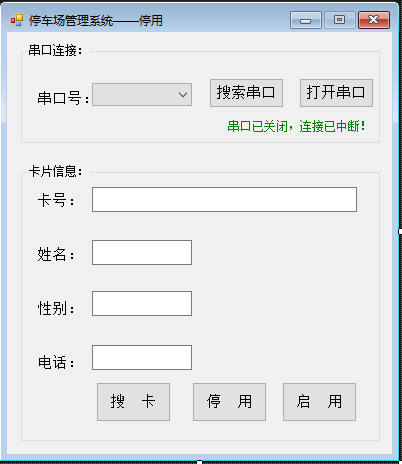 停车场管理系统——停用
串口连接：
串口号： 搜索串口 打开串口
串口已关闭，连接已中断！
卡片信息：
卡号：
姓名：
性别：
电话：
搜 卡 停 用 启 用